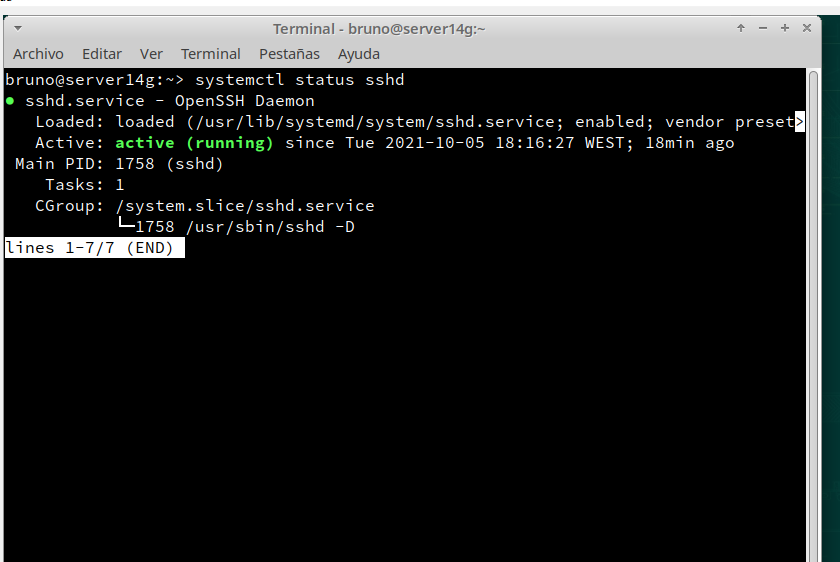 Terminal - bruno@server14g:~
Archivo Editar Ver Terminal Pestañas Ayuda
bruno@server14g:~> systemctl status sshd
● sshd.service - OpenSSH Daemon
   Loaded: loaded (/usr/lib/systemd/system/sshd.service; enabled; vendor preset>
   Active: active (running) since Tue 2021-10-05 18:16:27 WEST; 18min ago
 Main PID: 1758 (sshd)
    Tasks: 1
   CGroup: /system.slice/sshd.service
           └─1758 /usr/sbin/sshd -D
lines 1-7/7 (END)